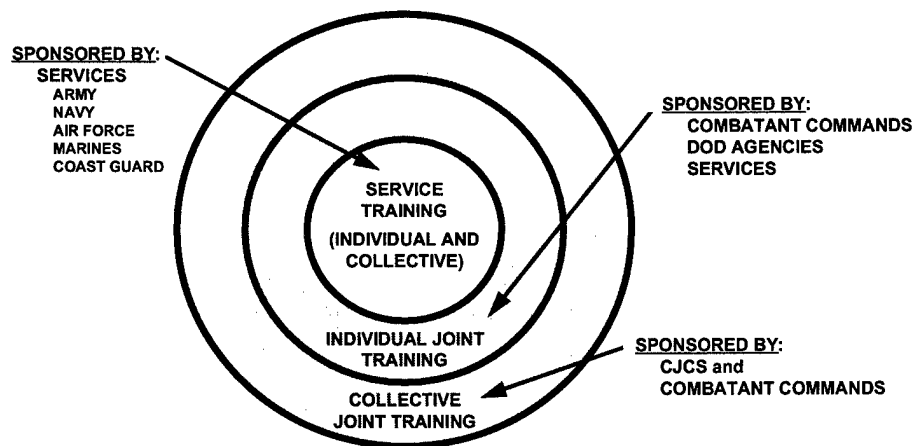 SPONSORED BY:
SERVICES
ARMY
NAVY
AIR FORCE
MARINES
COAST GUARD
SPONSORED BY:
COMBATANT COMMANDS
DOD AGENCIES
SERVICES
SERVICE
TRAINING
(INDIVIDUAL AND
COLLECTIVE)
INDIVIDUAL JOINT
TRAINING
SPONSORED BY:
CJCS and
COMBATANT COMMANDS
COLLECTIVE
JOINT TRAINING